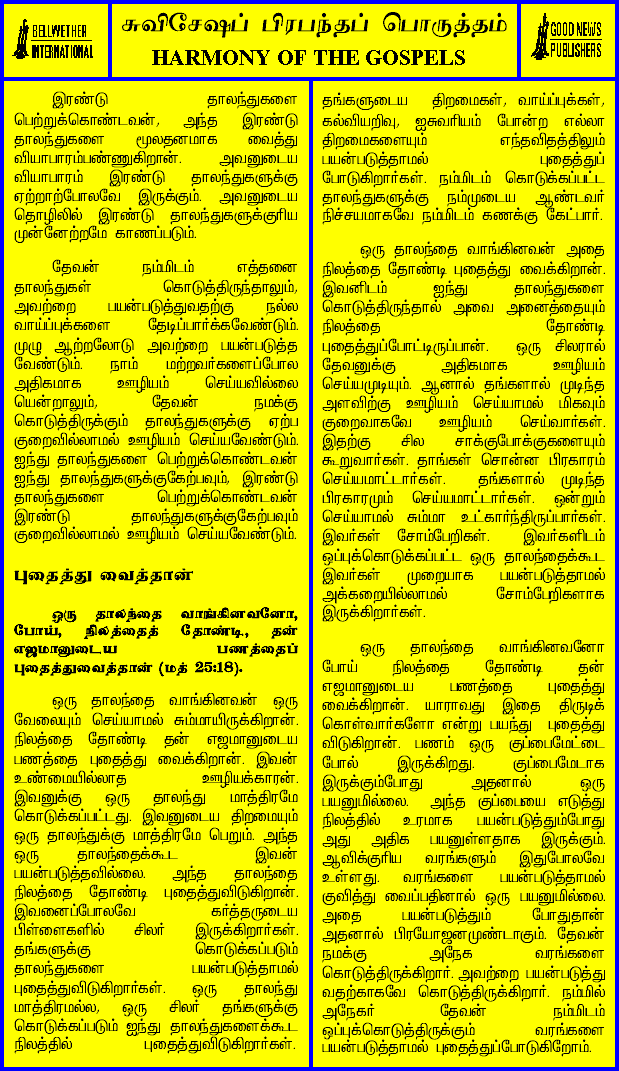 BELLWETHER
INTERNATIONAL
சுவிசேஷப் பிரபந்தப் பொருத்தம்
HARMONY OF THE GOSPELS
GOOD NEWS
PUBLISHERS
இரண்டு தாலந்துகளை
பெற்றுக்கொண்டவன், அந்த இரண்டு
தாலந்துகளை மூலதனமாக வைத்து
வியாபாரம்பண்ணுகிறான். அவனுடைய
வியாபாரம் இரண்டு தாலந்துகளுக்கு
ஏற்றாற்போலவே இருக்கும். அவனுடைய
தொழிலில் இரண்டு தாலந்துகளுக்குரிய
முன்னேற்றமே காணப்படும்.
தேவன் நம்மிடம் எத்தனை
தாலந்துகள் கொடுத்திருந்தாலும்,
அவற்றை பயன்படுத்துவதற்கு நல்ல
வாய்ப்புக்களை தேடிப்பார்க்கவேண்டும்.
முழு ஆற்றலோடு அவற்றை பயன்படுத்த
வேண்டும். நாம் மற்றவர்களைப்போல
அதிகமாக ஊழியம் செய்யவில்லை
யென்றாலும், தேவன் நமக்கு
கொடுத்திருக்கும் தாலந்துகளுக்கு ஏற்ப
குறைவில்லாமல் ஊழியம் செய்யவேண்டும்.
ஐந்து தாலந்துகளை பெற்றுக்கொண்டவன்
ஐந்து தாலந்துகளுக்குகேற்பவும், இரண்டு
தாலந்துகளை பெற்றுக்கொண்டவன்
இரண்டு தாலந்துகளுக்குகேற்பவும்
குறைவில்லாமல் ஊழியம் செய்யவேண்டும்.
புதைத்து வைத்தான்
ஒரு தாலந்தை வாங்கினவனோ,
போய், நிலத்தைத் தோண்டி, தன்
எஜமானுடைய பணத்தைப்
புதைத்துவைத்தான் (மத் 25:18).
ஒரு தாலந்தை வாங்கினவன் ஒரு
வேலையும் செய்யாமல் சும்மாயிருக்கிறான்.
நிலத்தை தோண்டி தன் எஜமானுடைய
பணத்தை புதைத்து வைக்கிறான். இவன்
உண்மையில்லாத ஊழியக்காரன்.
இவனுக்கு ஒரு தாலந்து மாத்திரமே
கொடுக்கப்பட்டது. இவனுடைய திறமையும்
ஒரு தாலந்துக்கு மாத்திரமே பெறும். அந்த
ஒரு தாலந்தைக்கூட இவன்
பயன்படுத்தவில்லை. அந்த தாலந்தை
நிலத்தை தோண்டி புதைத்துவிடுகிறான்.
இவனைப்போலவே கர்த்தருடைய
பிள்ளைகளில் சிலர் இருக்கிறார்கள்.
தங்களுக்கு கொடுக்கப்படும்
தாலந்துகளை பயன்படுத்தாமல்
புதைத்துவிடுகிறார்கள். ஒரு தாலந்து
மாத்திரமல்ல, ஒரு சிலர் தங்களுக்கு
கொடுக்கப்படும் ஐந்து தாலந்துகளைக்கூட
நிலத்தில் புதைத்துவிடுகிறார்கள்.
தங்களுடைய திறமைகள், வாய்ப்புக்கள்,
கல்வியறிவு, ஐசுவரியம் போன்ற எல்லா
திறமைகளையும் எந்தவிதத்திலும்
பயன்படுத்தாமல் புதைத்துப்
போடுகிறார்கள். நம்மிடம் கொடுக்கப்பட்ட
தாலந்துகளுக்கு நம்முடைய ஆண்டவர்
நிச்சயமாகவே நம்மிடம் கணக்கு கேட்பார்.
ஒரு தாலந்தை வாங்கினவன் அதை
நிலத்தை தோண்டி புதைத்து வைக்கிறான்.
இவனிடம் ஐந்து தாலந்துகளை
கொடுத்திருந்தால் அவை அனைத்தையும்
நிலத்தை தோண்டி
புதைத்துப்போட்டிருப்பான். ஒரு சிலரால்
தேவனுக்கு அதிகமாக ஊழியம்
செய்யமுடியும். ஆனால் தங்களால் முடிந்த
அளவிற்கு ஊழியம் செய்யாமல் மிகவும்
குறைவாகவே ஊழியம் செய்வார்கள்.
இதற்கு சில சாக்குபோக்குகளையும்
கூறுவார்கள். தாங்கள் சொன்ன பிரகாரம்
செய்யமாட்டார்கள். தங்களால் முடிந்த
பிரகாரமும் செய்யமாட்டார்கள். ஒன்றும்
செய்யாமல் சும்மா உட்கார்ந்திருப்பார்கள்.
இவர்கள் சோம்பேறிகள். இவர்களிடம்
ஒப்புக்கொடுக்கப்பட்ட ஒரு தாலந்தைக்கூட
இவர்கள் முறையாக பயன்படுத்தாமல்
அக்கறையில்லாமல் சோம்பேறிகளாக
இருக்கிறார்கள்.
ஒரு தாலந்தை வாங்கினவனோ
போய் நிலத்தை தோண்டி தன்
எஜமானுடைய பணத்தை புதைத்து
வைக்கிறான். யாராவது இதை திருடிக்
கொள்வார்களோ என்று பயந்து புதைத்து
விடுகிறான். பணம் ஒரு குப்பைமேட்டை
போல் இருக்கிறது. குப்பைமேடாக
இருக்கும்போது அதனால் ஒரு
பயனுமில்லை. அந்த குப்பையை எடுத்து
நிலத்தில் உரமாக பயன்படுத்தும்போது
அது அதிக பயனுள்ளதாக இருக்கும்.
ஆவிக்குரிய வரங்களும் இதுபோலவே
உள்ளது. வரங்களை பயன்படுத்தாமல்
குவித்து வைப்பதினால் ஒரு பயனுமில்லை.
அதை பயன்படுத்தும் போதுதான்
அதனால் பிரயோஜனமுண்டாகும். தேவன்
நமக்கு அநேக வரங்களை
கொடுத்திருக்கிறார். அவற்றை பயன்படுத்து
வதற்காகவே கொடுத்திருக்கிறார். நம்மில்
அநேகர் தேவன் நம்மிடம்
ஒப்புக்கொடுத்திருக்கும் வரங்களை
பயன்படுத்தாமல் புதைத்துப்போடுகிறோம்.